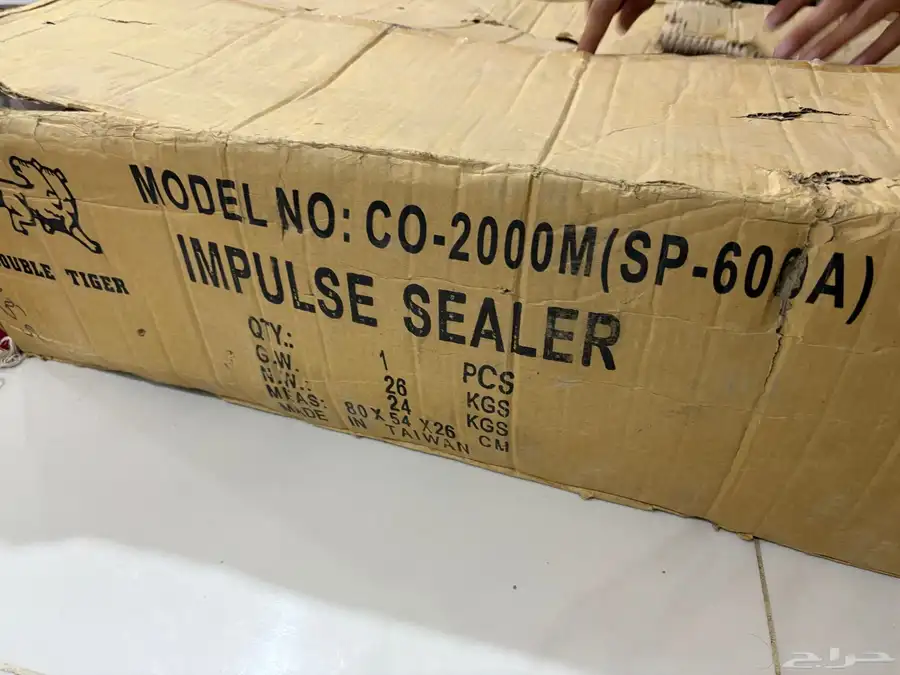 MODEL NO: CO-2000M(SP-600A)
IMPULSE SEALER
OUBLE TIGER
QTY.: 1 PCS
G.W. 26 KGS
N.W.: 24 KGS
MEAS: 80 X 54 X 26 CM
MADE IN TAIWAN
حراج